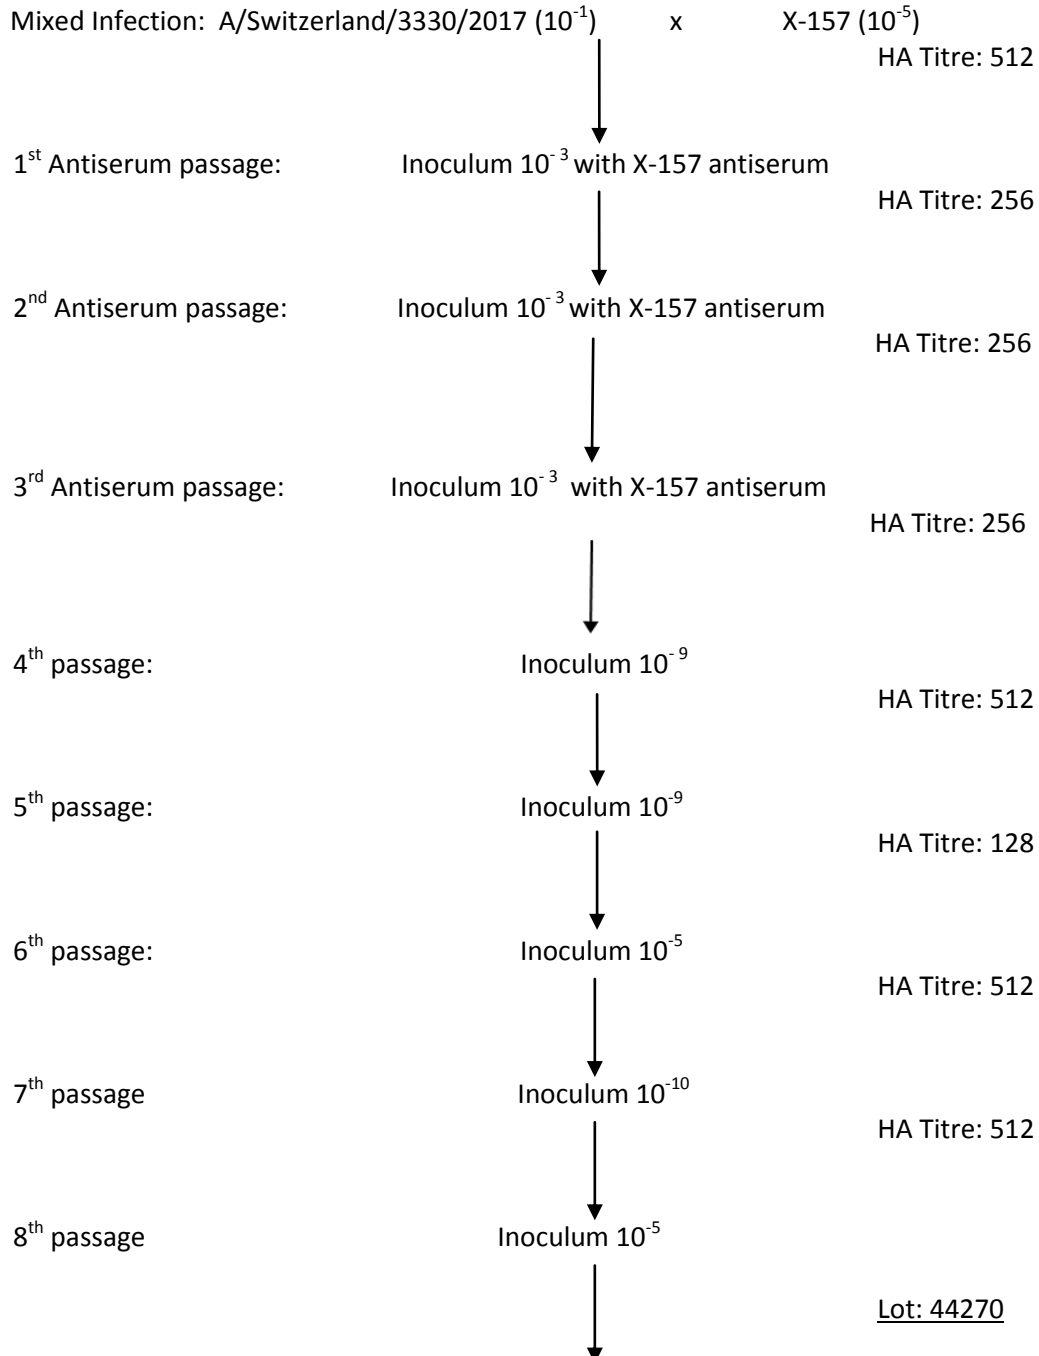 Mixed Infection: A/Switzerland/3330/2017 (10⁻¹) x X-157 (10⁻⁵)
HA Titre: 512
1ˢᵗ Antiserum passage: Inoculum 10⁻³ with X-157 antiserum
HA Titre: 256
2ⁿᵈ Antiserum passage: Inoculum 10⁻³ with X-157 antiserum
HA Titre: 256
3ʳᵈ Antiserum passage: Inoculum 10⁻³ with X-157 antiserum
HA Titre: 256
4ᵗʰ passage: Inoculum 10⁻⁹
HA Titre: 512
5ᵗʰ passage: Inoculum 10⁻⁹
HA Titre: 128
6ᵗʰ passage: Inoculum 10⁻⁵
HA Titre: 512
7ᵗʰ passage Inoculum 10⁻¹⁰
HA Titre: 512
8ᵗʰ passage Inoculum 10⁻⁵
Lot: 44270